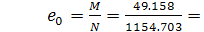 e₀ = M/N = 49.158/1154.703 =